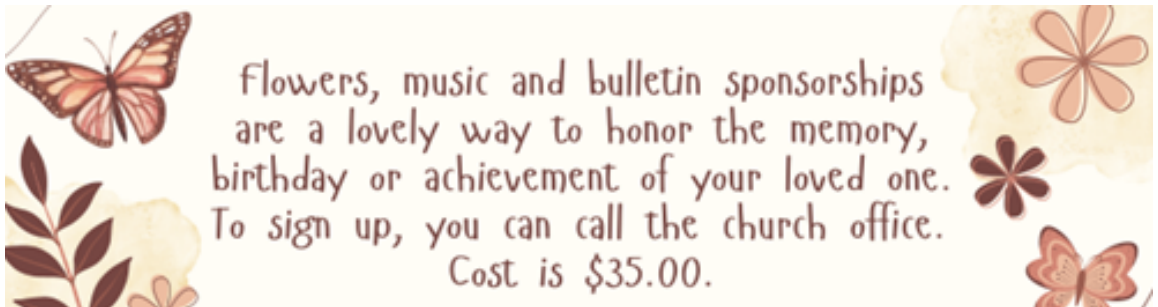 Flowers, music and bulletin sponsorships
are a lovely way to honor the memory,
birthday or achievement of your loved one.
To sign up, you can call the church office.
Cost is $35.00.